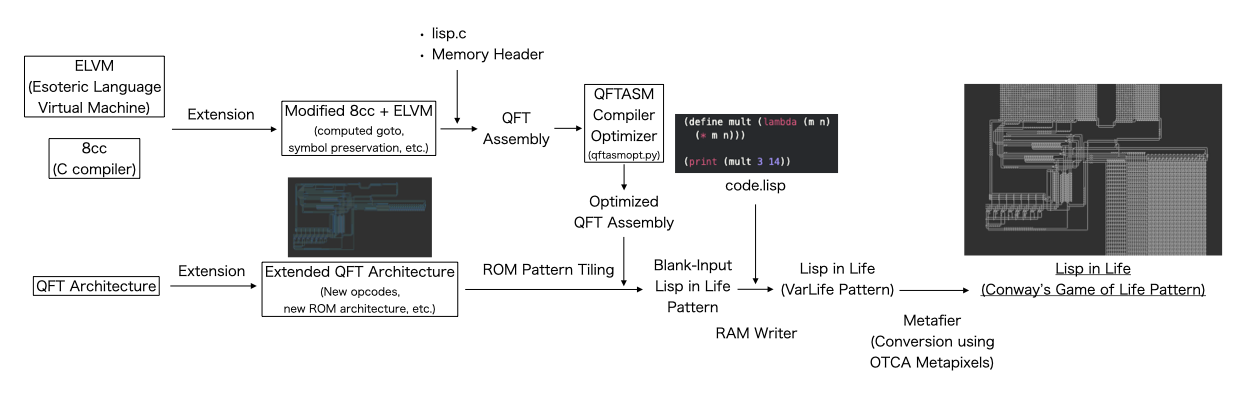 ・ lisp.c
・ Memory Header
ELVM
(Esoteric Language
Virtual Machine)
8cc
(C compiler)
Extension
Modified 8cc + ELVM
(computed goto,
symbol preservation, etc.)
QFT
Assembly
QFTASM
Compiler
Optimizer
(qftasmopt.py)
(define mult (lambda (m n)
(* m n)))
(print (mult 3 14))
code.lisp
Optimized
QFT Assembly
QFT Architecture
Extension
Extended QFT Architecture
(New opcodes,
new ROM architecture, etc.)
ROM Pattern Tiling
Blank-Input
Lisp in Life
Pattern
RAM Writer
Lisp in Life
(VarLife Pattern)
Metafier
(Conversion using
OTCA Metapixels)
Lisp in Life
(Conway's Game of Life Pattern)